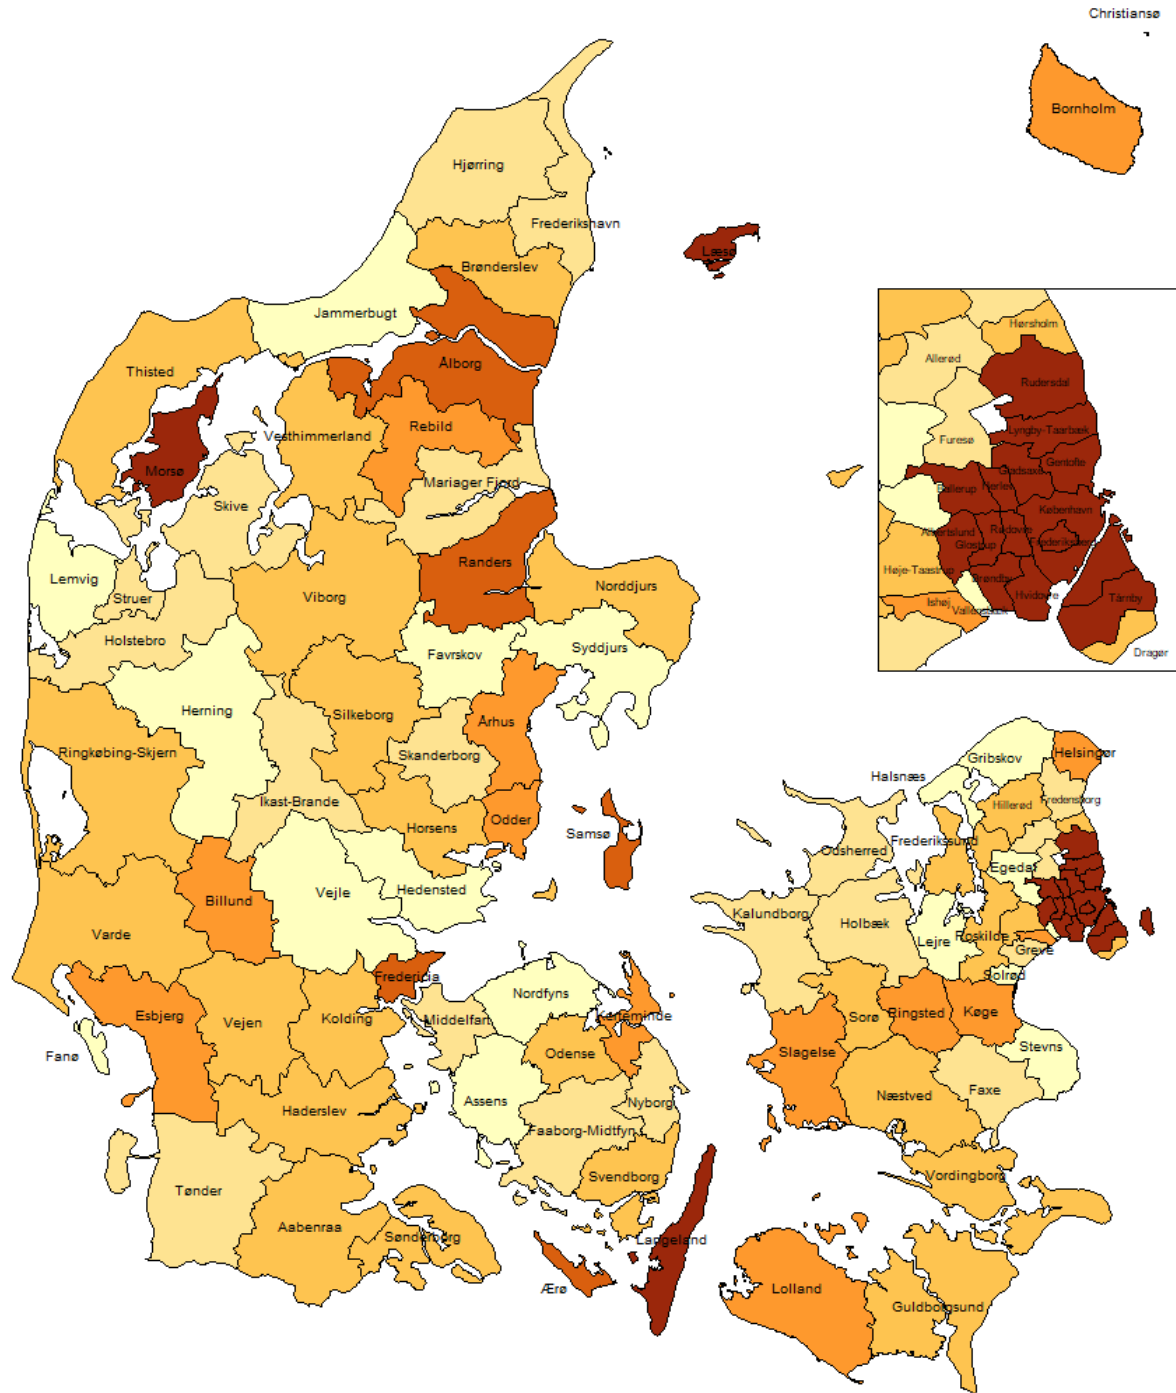 Christiansø
Bornholm
Hjørring
Frederikshavn
Læsø
Brønderslev
Jammerbugt
Ålborg
Thisted
Vesthimmerland
Rebild
Morsø
Mariager Fjord
Skive
Randers
Lemvig
Struer
Viborg
Norddjurs
Holstebro
Favrskov
Syddjurs
Herning
Silkeborg
Århus
Ringkøbing-Skjern
Skanderborg
Ikast-Brande
Horsens
Odder
Samsø
Billund
Vejle
Hedensted
Varde
Fredericia
Esbjerg
Vejen
Kolding
Middelfart
Nordfyns
Kerteminde
Fanø
Odense
Assens
Nyborg
Haderslev
Faaborg-Midtfyn
Svendborg
Tønder
Aabenraa
Sønderborg
Langeland
Ærø
Hørsholm
Allerød
Rudersdal
Lyngby-Taarbæk
Furesø
Gentofte
Gladsaxe
Ballerup
Herlev
København
Albertslund
Rødovre
Glostrup
Frederiksberg
Høje-Taastrup
Brøndby
Hvidovre
Ishøj
Vallensbæk
Tårnby
Dragør
Gribskov
Helsingør
Halsnæs
Hillerød
Fredensborg
Frederikssund
Odsherred
Egedal
Kalundborg
Holbæk
Lejre
Roskilde
Greve
Solrød
Sorø
Ringsted
Køge
Slagelse
Stevns
Næstved
Faxe
Vordingborg
Lolland
Guldborgsund